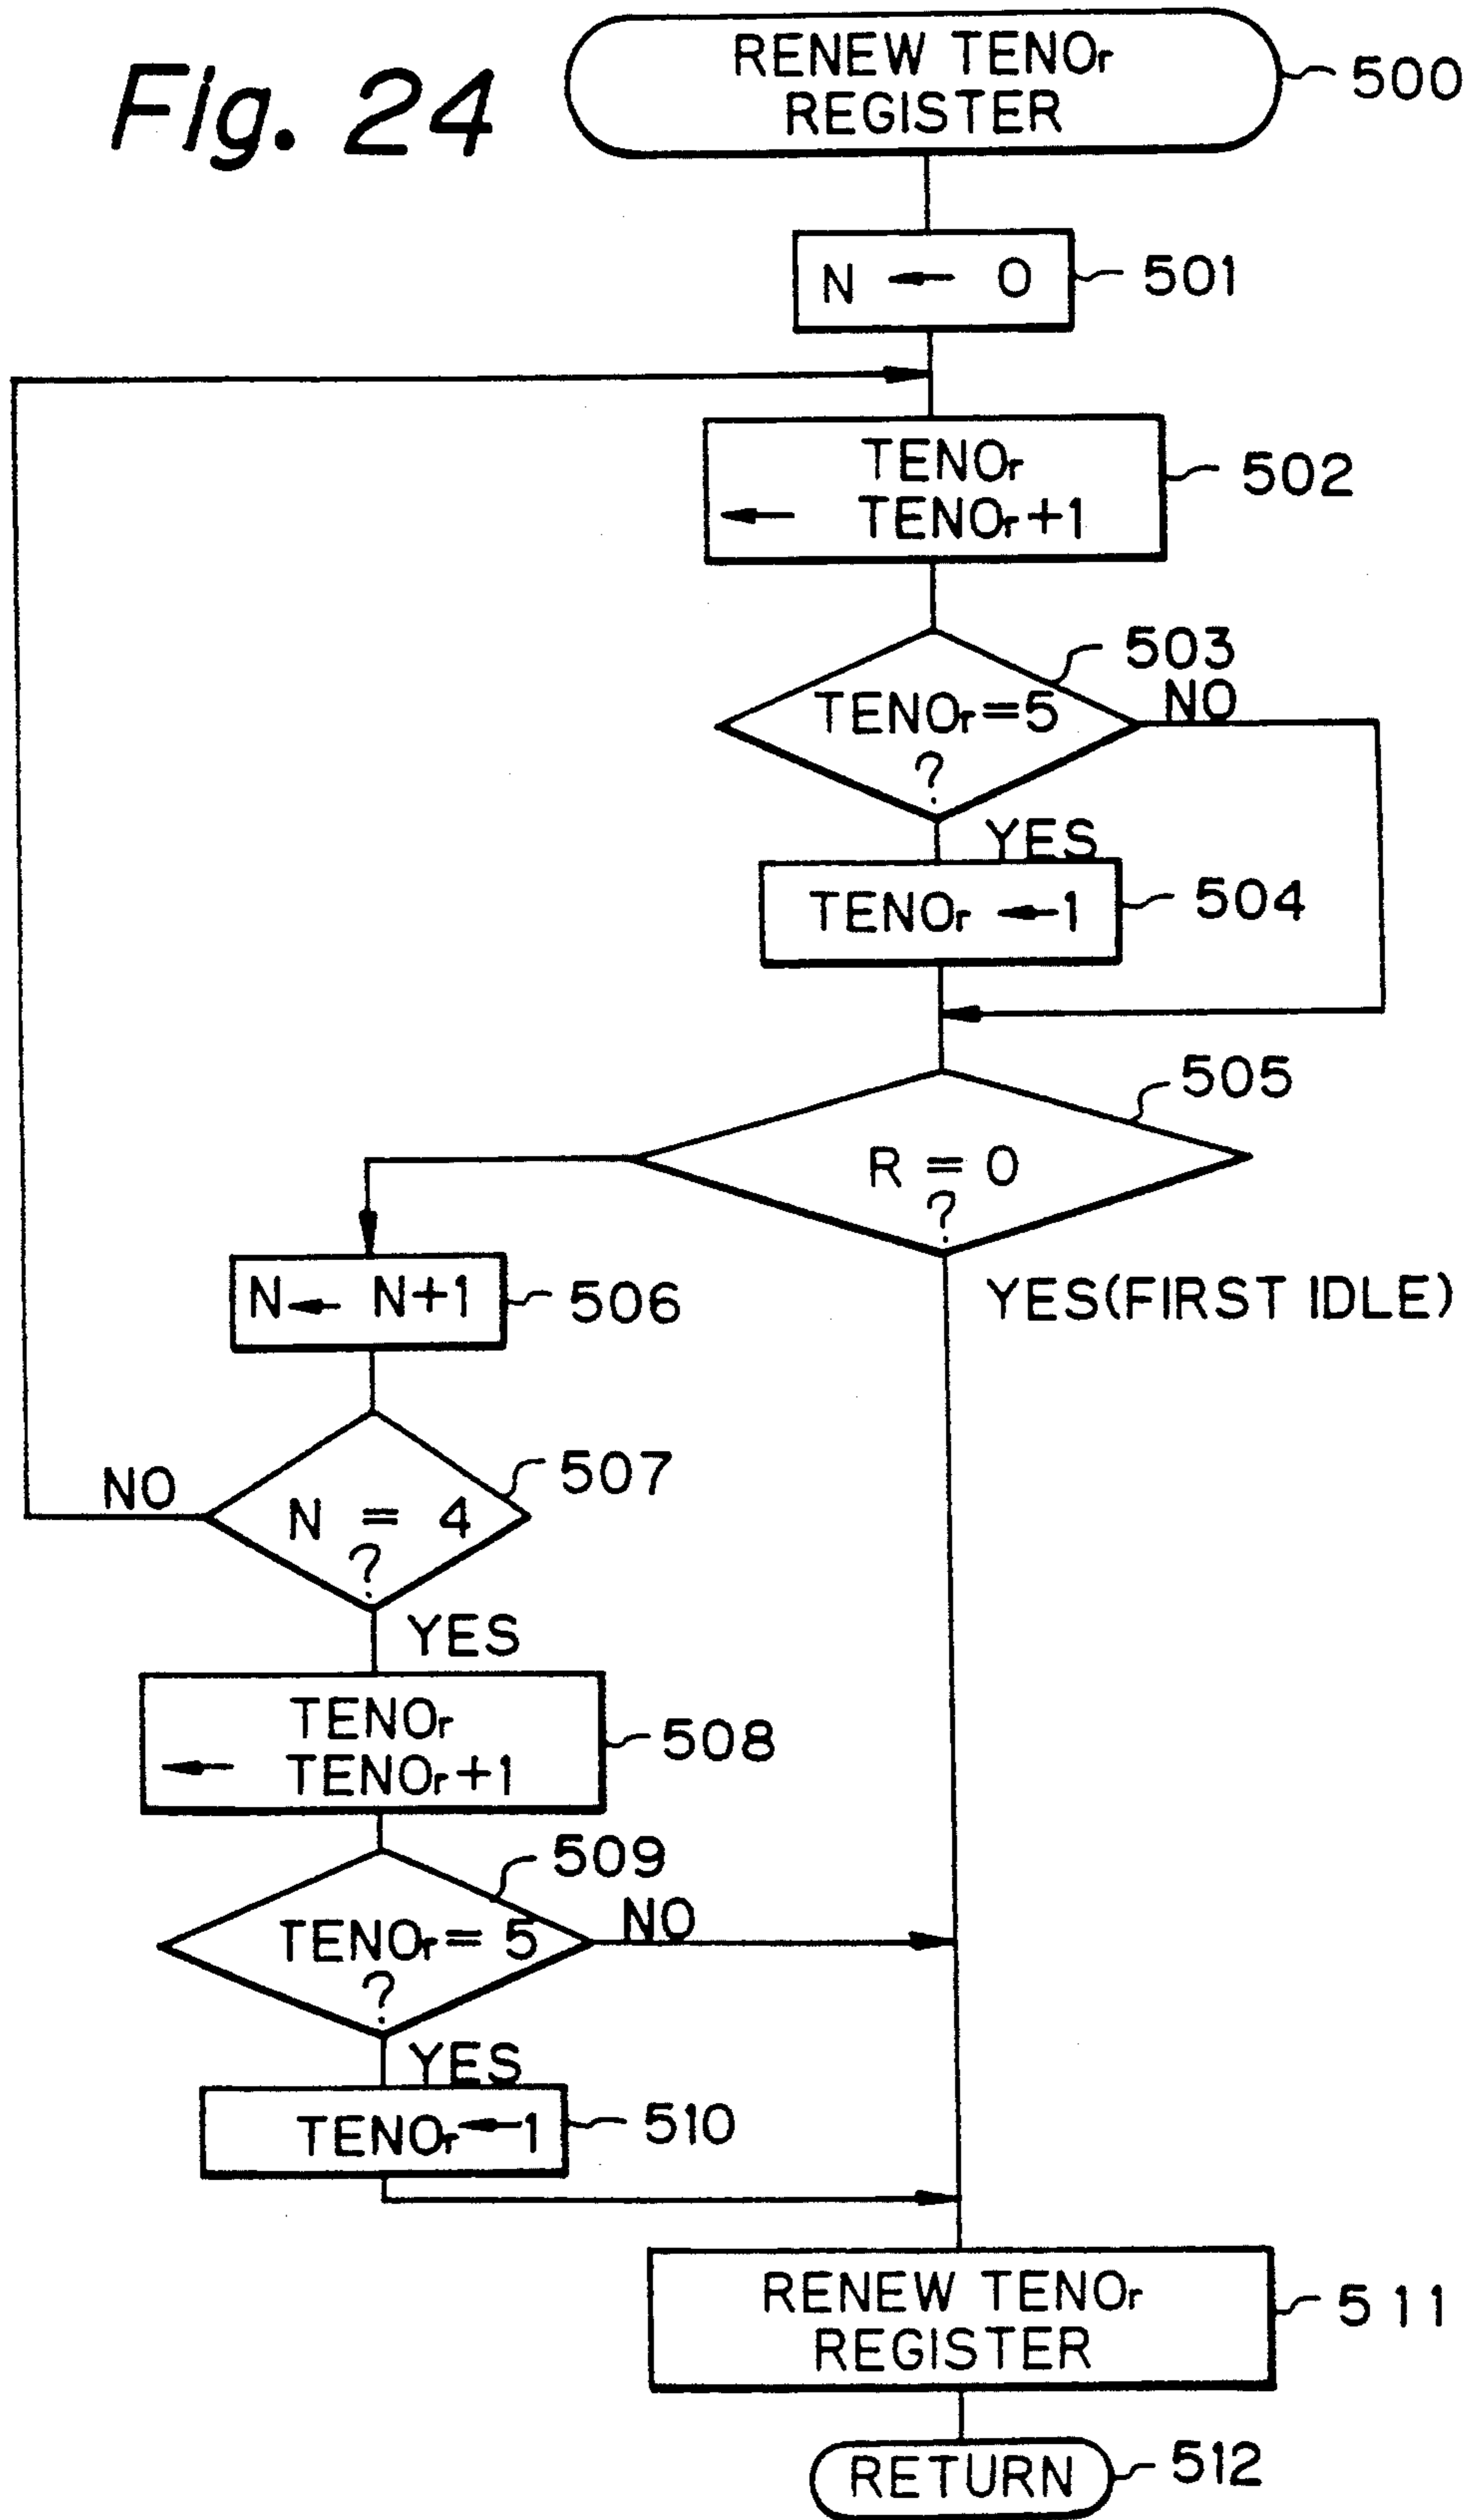 Fig. 24
RENEW TENOr
REGISTER
500
N ← 0
501
TENOr
← TENOr+1
502
503
TENOr=5
?
NO
YES
TENOr ←1
504
505
R = 0
?
YES(FIRST IDLE)
N← N+1
506
507
N = 4
?
NO
YES
TENOr
← TENOr+1
508
509
TENOr= 5
?
NO
YES
TENOr←1
510
RENEW TENOr
REGISTER
511
RETURN
512